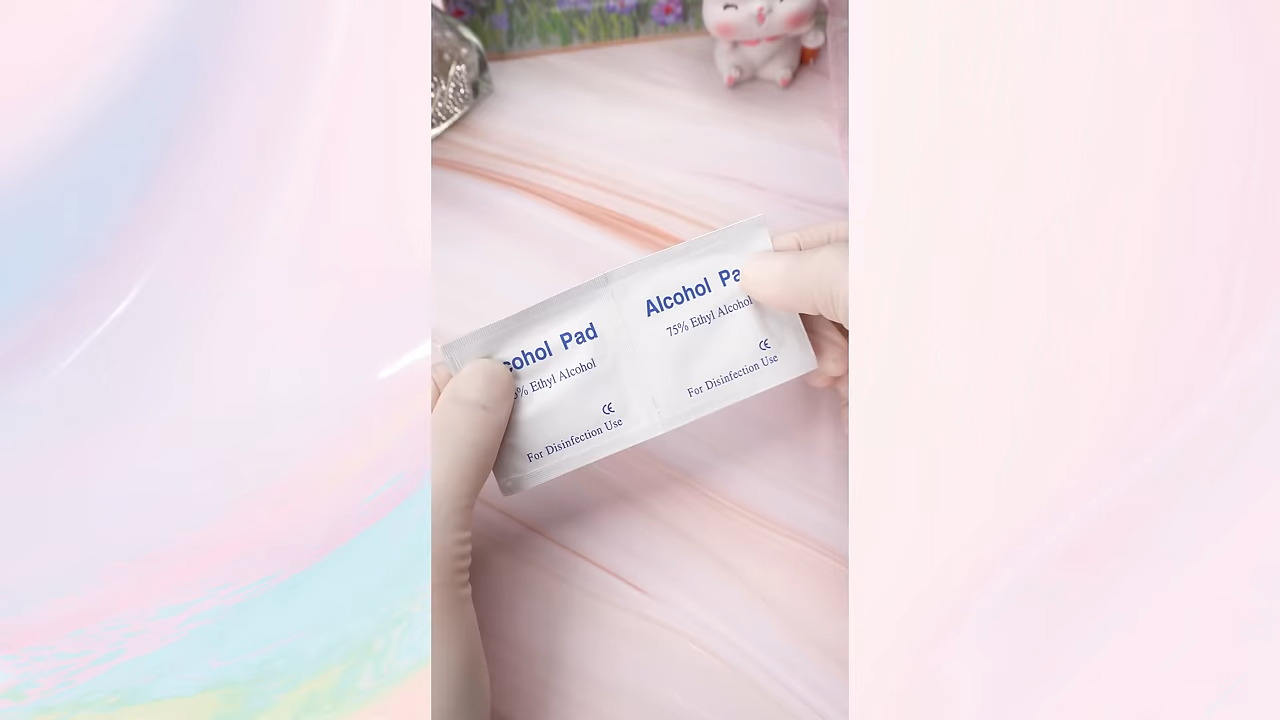 cohol Pad
% Ethyl Alcohol
CE
For Disinfection Use
Alcohol Pa
75% Ethyl Alcohol
CE
For Disinfection Use